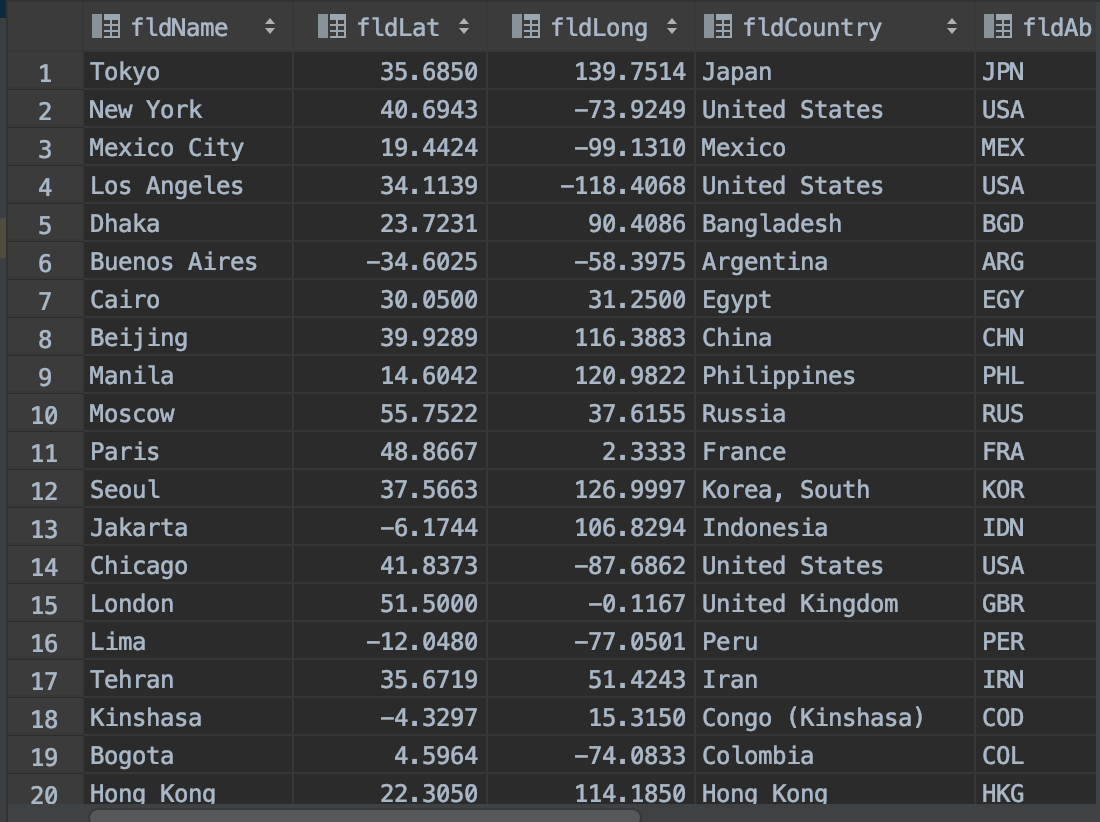 fldName fldLat fldLong fldCountry fldAb
1 Tokyo 35.6850 139.7514 Japan JPN
2 New York 40.6943 -73.9249 United States USA
3 Mexico City 19.4424 -99.1310 Mexico MEX
4 Los Angeles 34.1139 -118.4068 United States USA
5 Dhaka 23.7231 90.4086 Bangladesh BGD
6 Buenos Aires -34.6025 -58.3975 Argentina ARG
7 Cairo 30.0500 31.2500 Egypt EGY
8 Beijing 39.9289 116.3883 China CHN
9 Manila 14.6042 120.9822 Philippines PHL
10 Moscow 55.7522 37.6155 Russia RUS
11 Paris 48.8667 2.3333 France FRA
12 Seoul 37.5663 126.9997 Korea, South KOR
13 Jakarta -6.1744 106.8294 Indonesia IDN
14 Chicago 41.8373 -87.6862 United States USA
15 London 51.5000 -0.1167 United Kingdom GBR
16 Lima -12.0480 -77.0501 Peru PER
17 Tehran 35.6719 51.4243 Iran IRN
18 Kinshasa -4.3297 15.3150 Congo (Kinshasa) COD
19 Bogota 4.5964 -74.0833 Colombia COL
20 Hong Kong 22.3050 114.1850 Hong Kong HKG